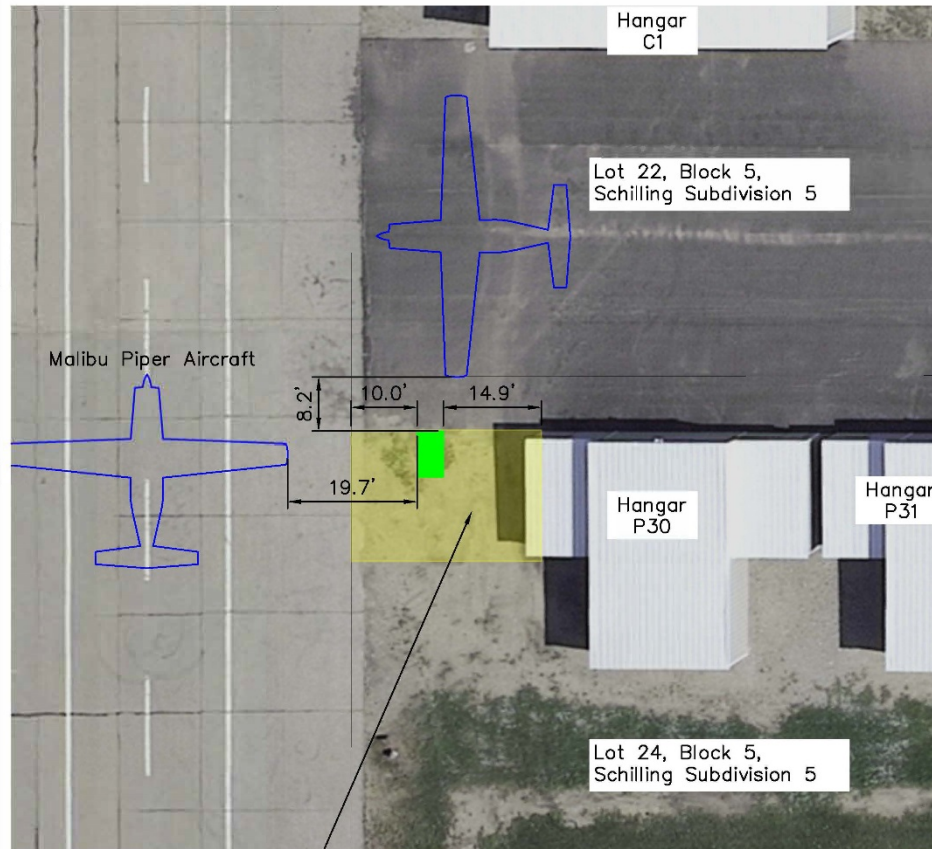 Hangar
C1
Lot 22, Block 5,
Schilling Subdivision 5
Malibu Piper Aircraft
8.2'
10.0'
14.9'
19.7'
Hangar
P30
Hangar
P31
Lot 24, Block 5,
Schilling Subdivision 5